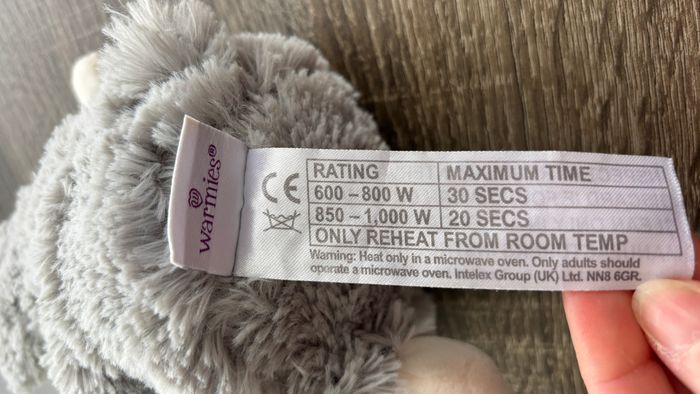 warmies®
CE
RATING MAXIMUM TIME
600 – 800 W 30 SECS
850 – 1,000 W 20 SECS
ONLY REHEAT FROM ROOM TEMP
Warning: Heat only in a microwave oven. Only adults should
operate a microwave oven. Intelex Group (UK) Ltd. NN8 6GR.